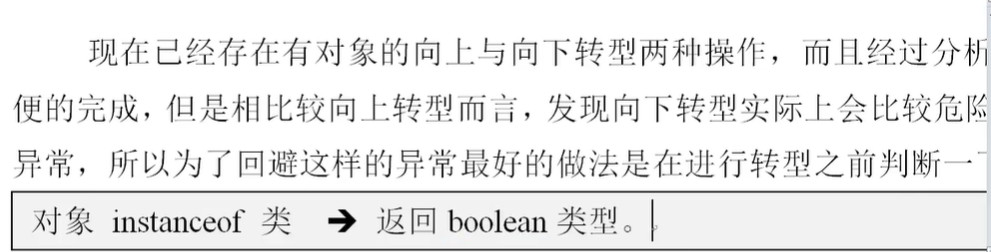 现在已经存在有对象的向上与向下转型两种操作，而且经过分析
便的完成，但是相比较向上转型而言，发现向下转型实际上会比较危险
异常，所以为了回避这样的异常最好的做法是在进行转型之前判断一
对象 instanceof 类 ➔ 返回 boolean 类型。